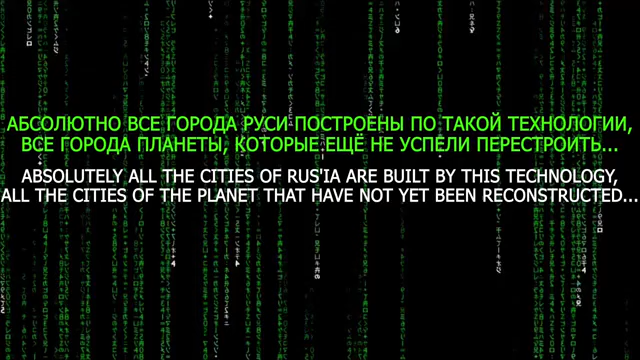 АБСОЛЮТНО ВСЕ ГОРОДА РУСИ ПОСТРОЕНЫ ПО ТАКОЙ ТЕХНОЛОГИИ,
ВСЕ ГОРОДА ПЛАНЕТЫ, КОТОРЫЕ ЕЩЁ НЕ УСПЕЛИ ПЕРЕСТРОИТЬ...
ABSOLUTELY ALL THE CITIES OF RUS'IA ARE BUILT BY THIS TECHNOLOGY,
ALL THE CITIES OF THE PLANET THAT HAVE NOT YET BEEN RECONSTRUCTED...